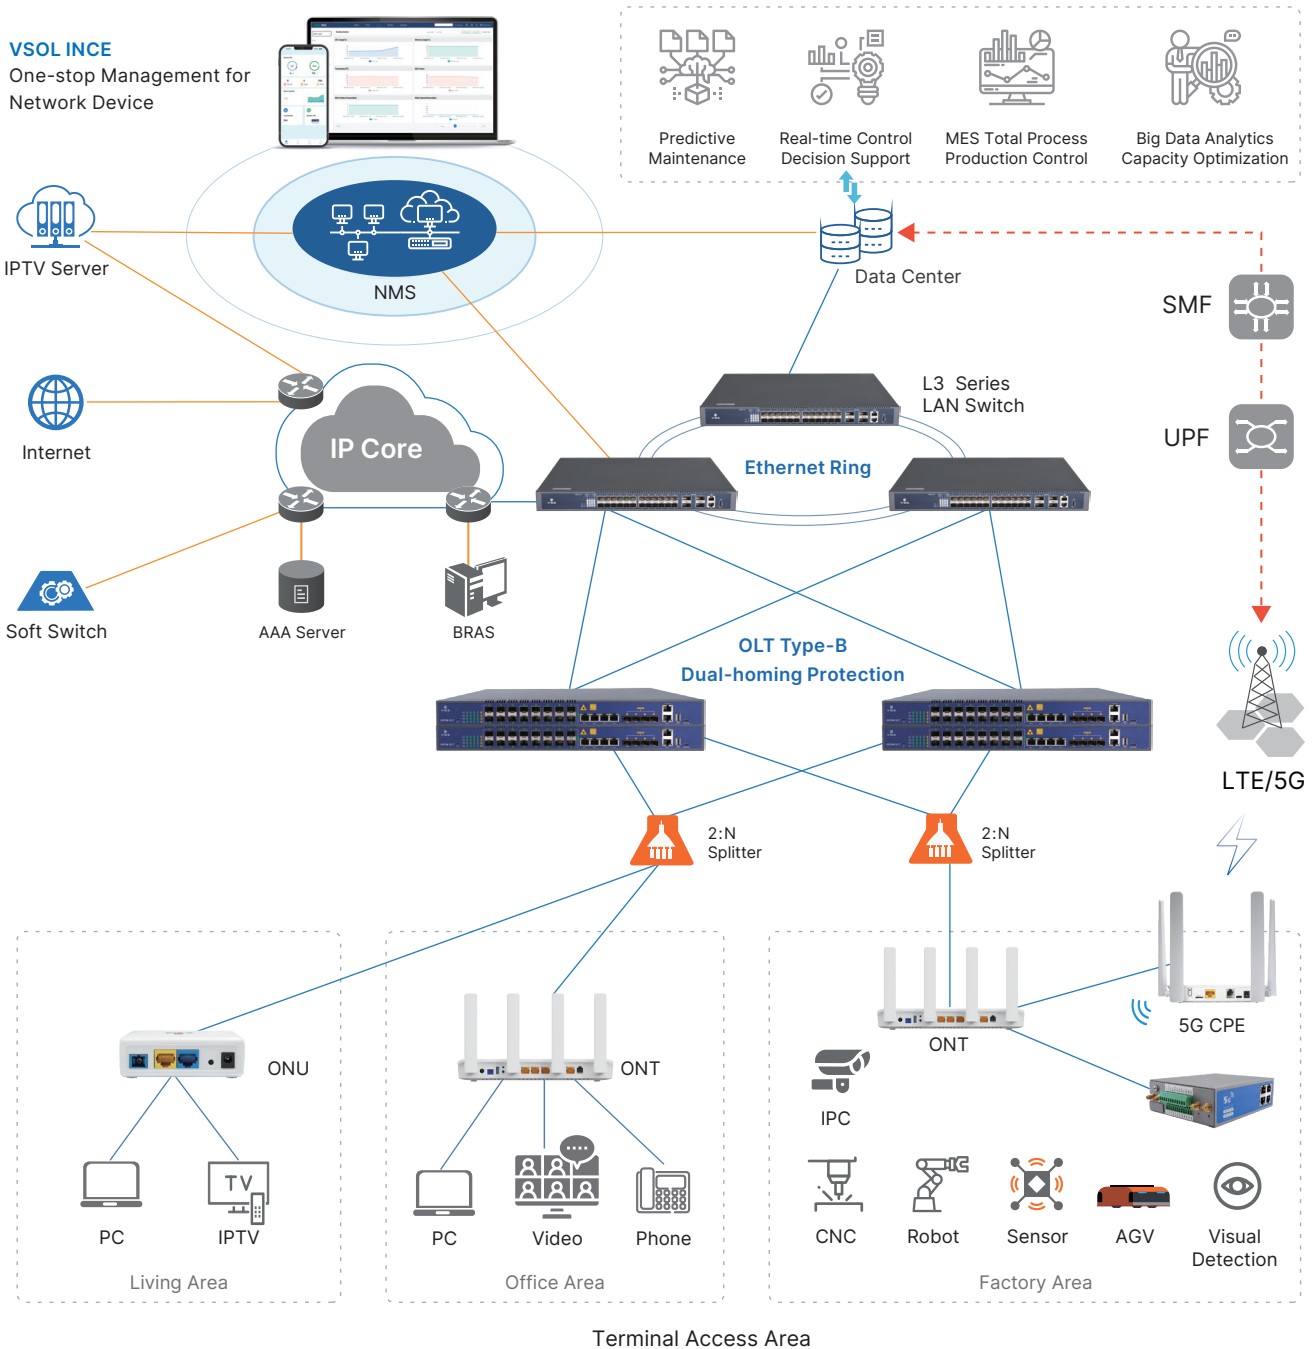 VSOL INCE
One-stop Management for
Network Device
Predictive
Maintenance
Real-time Control
Decision Support
MES Total Process
Production Control
Big Data Analytics
Capacity Optimization
IPTV Server
NMS
Data Center
SMF
L3 Series
LAN Switch
UPF
Internet
IP Core
Ethernet Ring
Soft Switch
AAA Server
BRAS
OLT Type-B
Dual-homing Protection
LTE/5G
2:N
Splitter
2:N
Splitter
5G CPE
ONU
ONT
ONT
IPC
TV
PC
IPTV
PC
Video
Phone
CNC
Robot
Sensor
AGV
Visual
Detection
Living Area
Office Area
Factory Area
Terminal Access Area